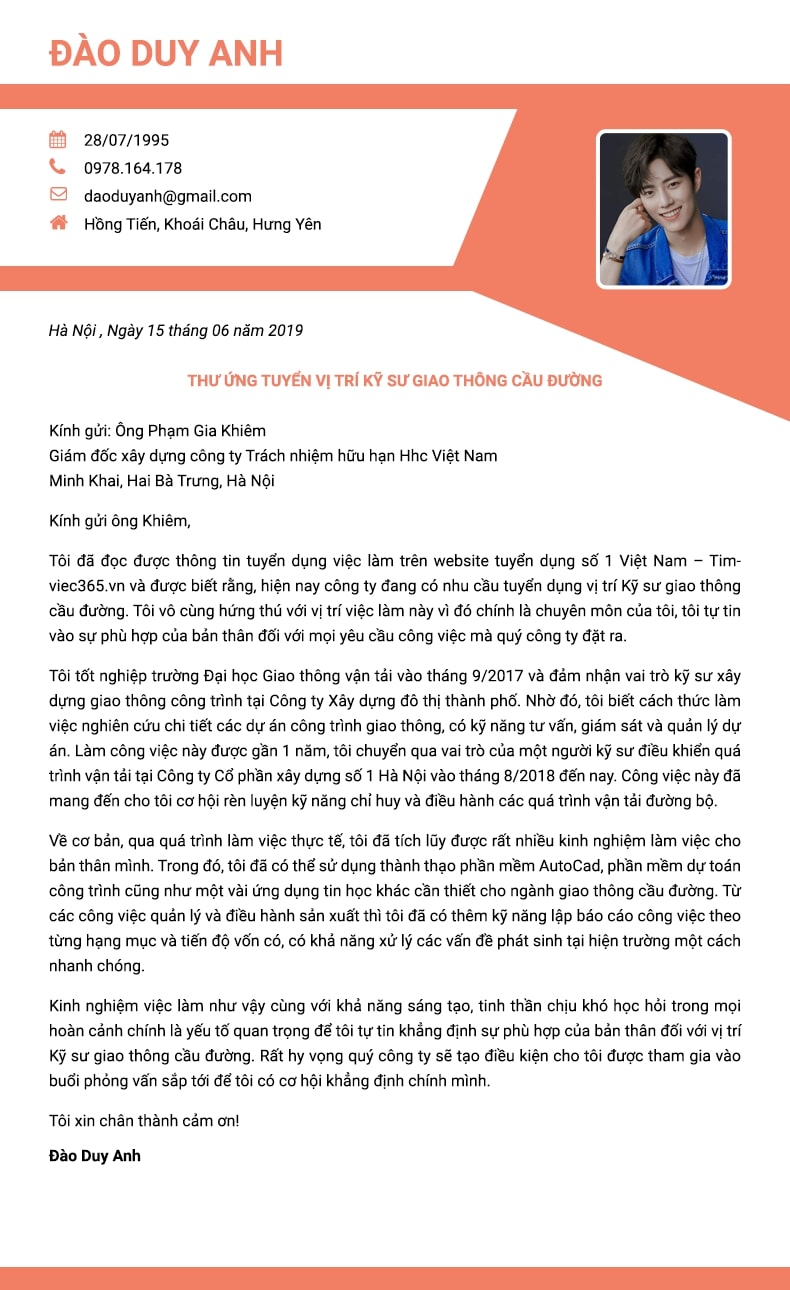 ĐÀO DUY ANH
28/07/1995
0978.164.178
daoduyanh@gmail.com
Hồng Tiến, Khoái Châu, Hưng Yên
Hà Nội , Ngày 15 tháng 06 năm 2019
THƯ ỨNG TUYỂN VỊ TRÍ KỸ SƯ GIAO THÔNG CẦU ĐƯỜNG
Kính gửi: Ông Phạm Gia Khiêm
Giám đốc xây dựng công ty Trách nhiệm hữu hạn Hhc Việt Nam
Minh Khai, Hai Bà Trưng, Hà Nội
Kính gửi ông Khiêm,
Tôi đã đọc được thông tin tuyển dụng việc làm trên website tuyển dụng số 1 Việt Nam – Tim-
viec365.vn và được biết rằng, hiện nay công ty đang có nhu cầu tuyển dụng vị trí Kỹ sư giao thông
cầu đường. Tôi vô cùng hứng thú với vị trí việc làm này vì đó chính là chuyên môn của tôi, tôi tự tin
vào sự phù hợp của bản thân đối với mọi yêu cầu công việc mà quý công ty đặt ra.
Tôi tốt nghiệp trường Đại học Giao thông vận tải vào tháng 9/2017 và đảm nhận vai trò kỹ sư xây
dựng giao thông công trình tại Công ty Xây dựng đô thị thành phố. Nhờ đó, tôi biết cách thức làm
việc nghiên cứu chi tiết các dự án công trình giao thông, có kỹ năng tư vấn, giám sát và quản lý dự
án. Làm công việc này được gần 1 năm, tôi chuyển qua vai trò của một người kỹ sư điều khiển quá
trình vận tải tại Công ty Cổ phần xây dựng số 1 Hà Nội vào tháng 8/2018 đến nay. Công việc này đã
mang đến cho tôi cơ hội rèn luyện kỹ năng chỉ huy và điều hành các quá trình vận tải đường bộ.
Về cơ bản, qua quá trình làm việc thực tế, tôi đã tích lũy được rất nhiều kinh nghiệm làm việc cho
bản thân mình. Trong đó, tôi đã có thể sử dụng thành thạo phần mềm AutoCad, phần mềm dự toán
công trình cũng như một vài ứng dụng tin học khác cần thiết cho ngành giao thông cầu đường. Từ
các công việc quản lý và điều hành sản xuất thì tôi đã có thêm kỹ năng lập báo cáo công việc theo
từng hạng mục và tiến độ vốn có, có khả năng xử lý các vấn đề phát sinh tại hiện trường một cách
nhanh chóng.
Kinh nghiệm việc làm như vậy cùng với khả năng sáng tạo, tinh thần chịu khó học hỏi trong mọi
hoàn cảnh chính là yếu tố quan trọng để tôi tự tin khẳng định sự phù hợp của bản thân đối với vị trí
Kỹ sư giao thông cầu đường. Rất hy vọng quý công ty sẽ tạo điều kiện cho tôi được tham gia vào
buổi phỏng vấn sắp tới để tôi có cơ hội khẳng định chính mình.
Tôi xin chân thành cảm ơn!
Đào Duy Anh